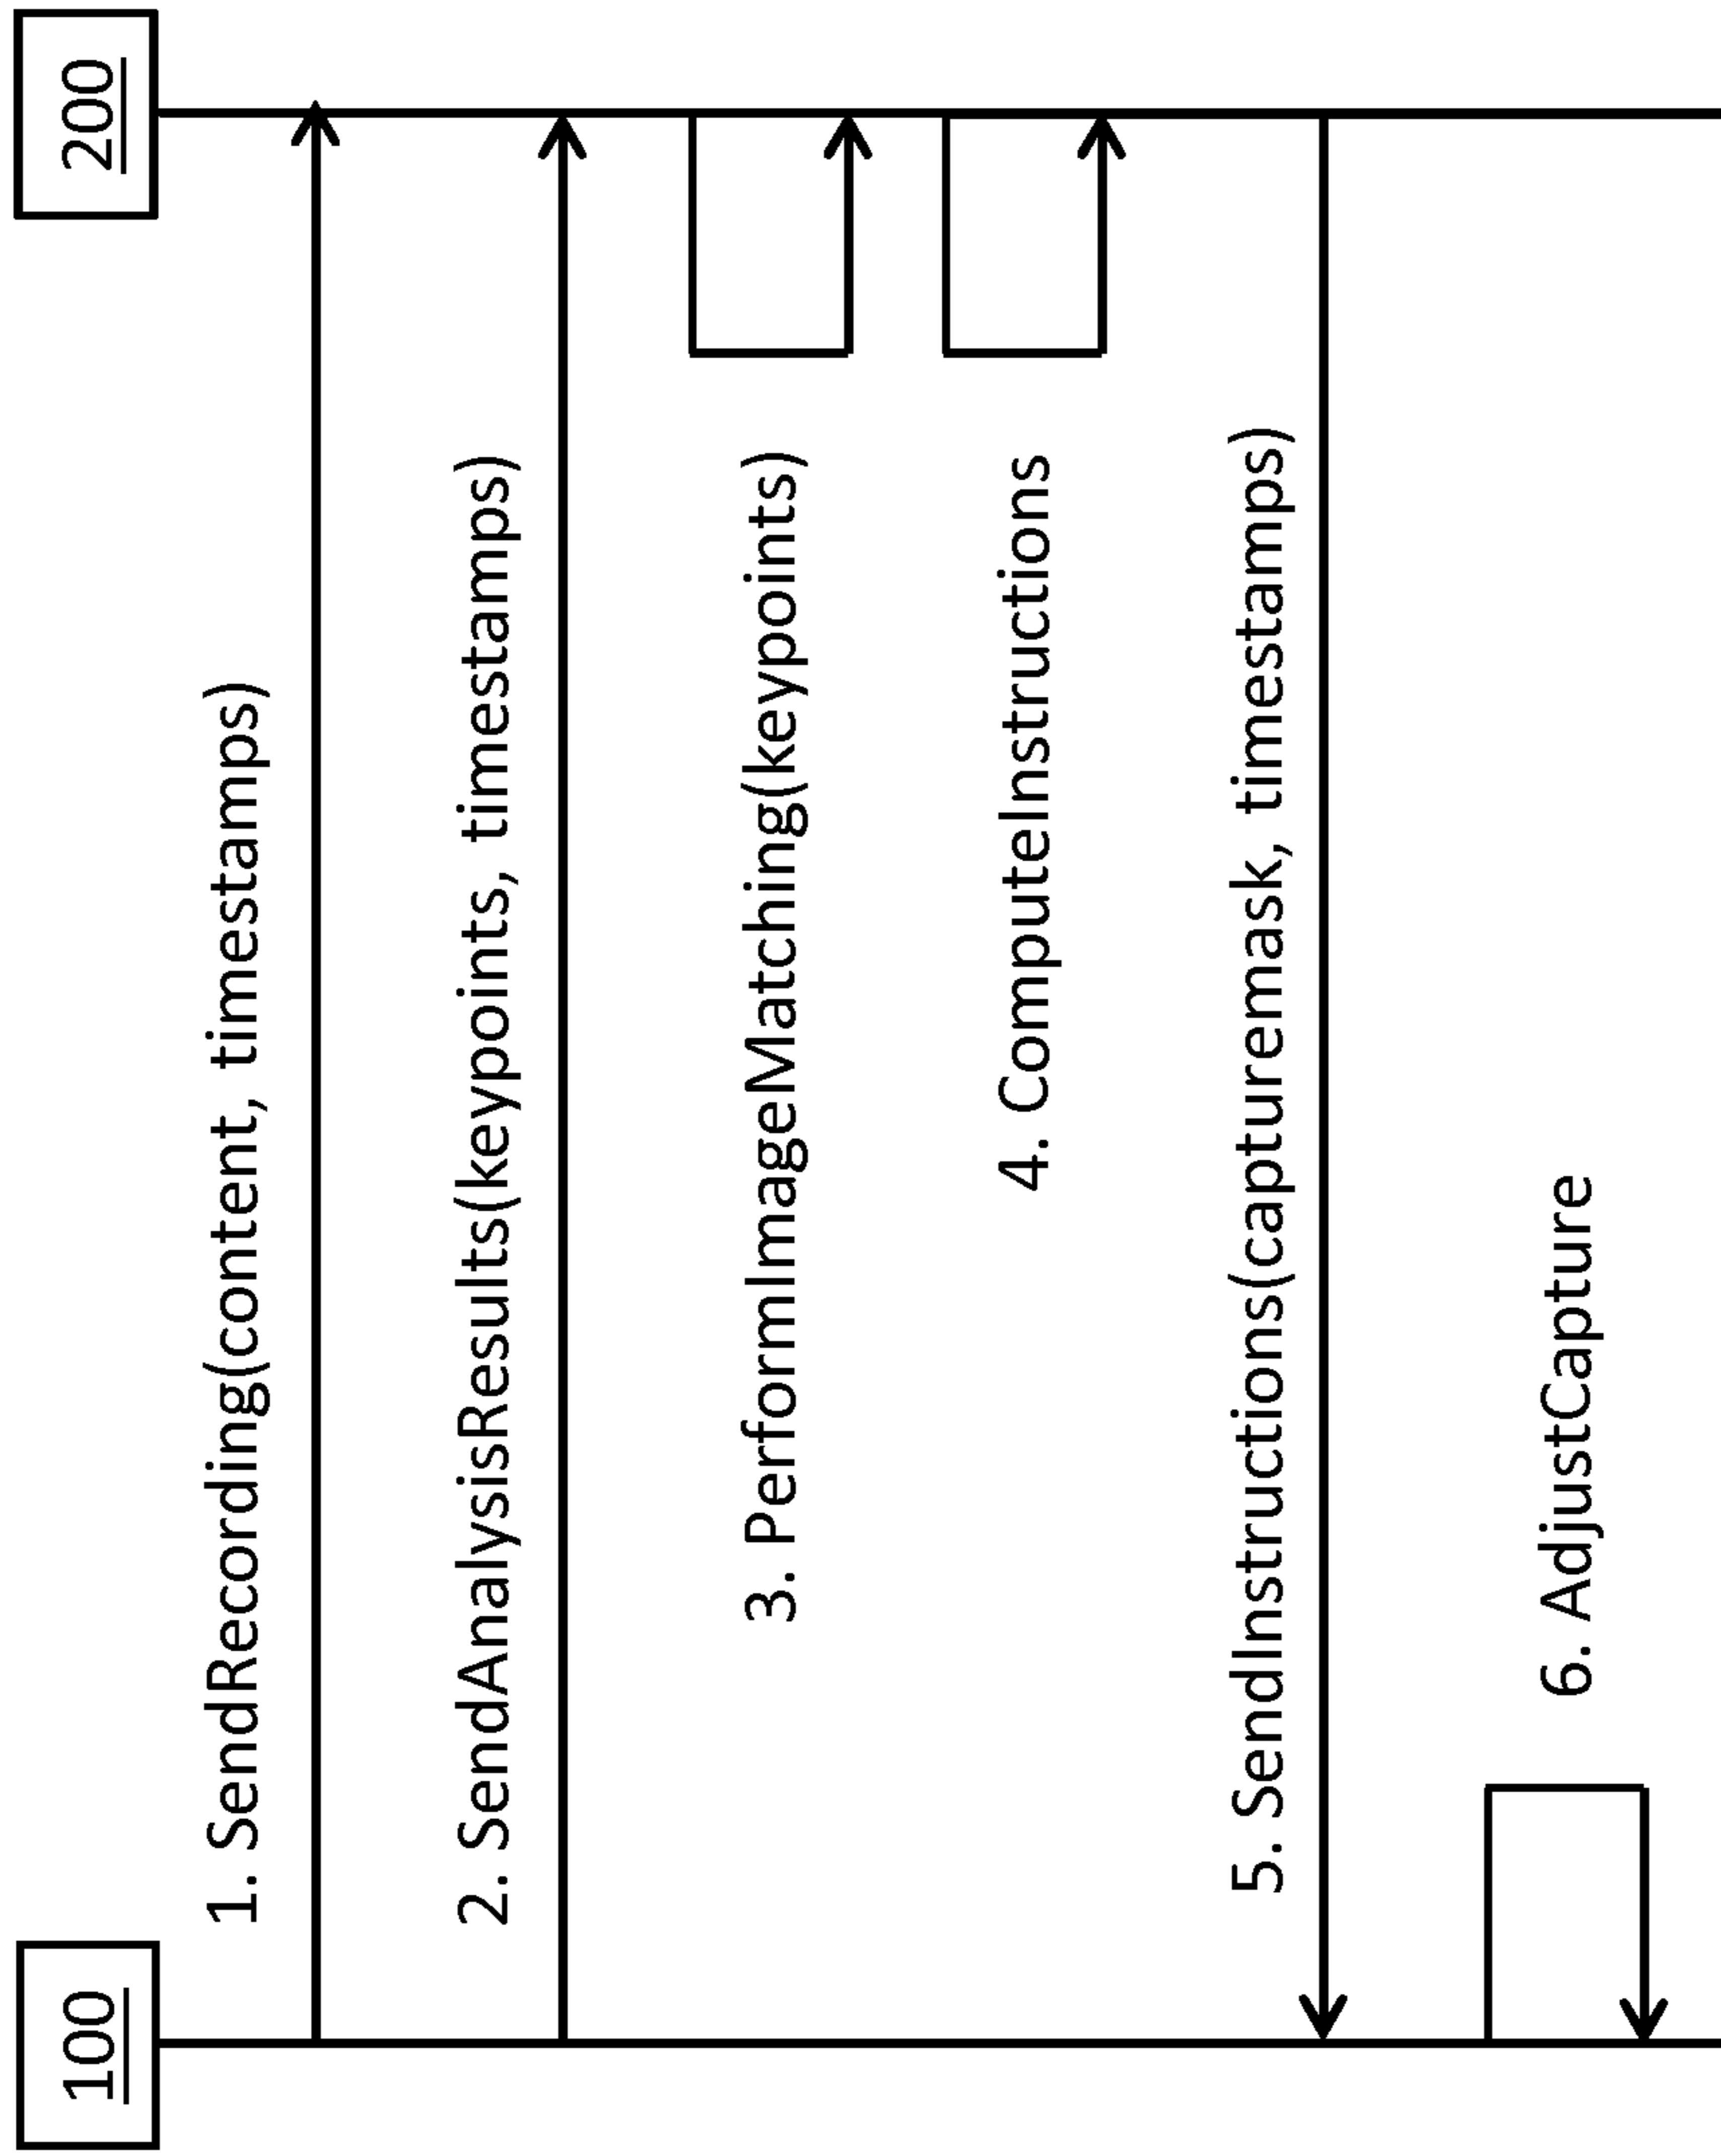 100
200
1. SendRecording(content, timestamps)
2. SendAnalysisResults(keypoints, timestamps)
3. PerformImageMatching(keypoints)
4. ComputeInstructions
5. SendInstructions(capturemask, timestamps)
6. AdjustCapture